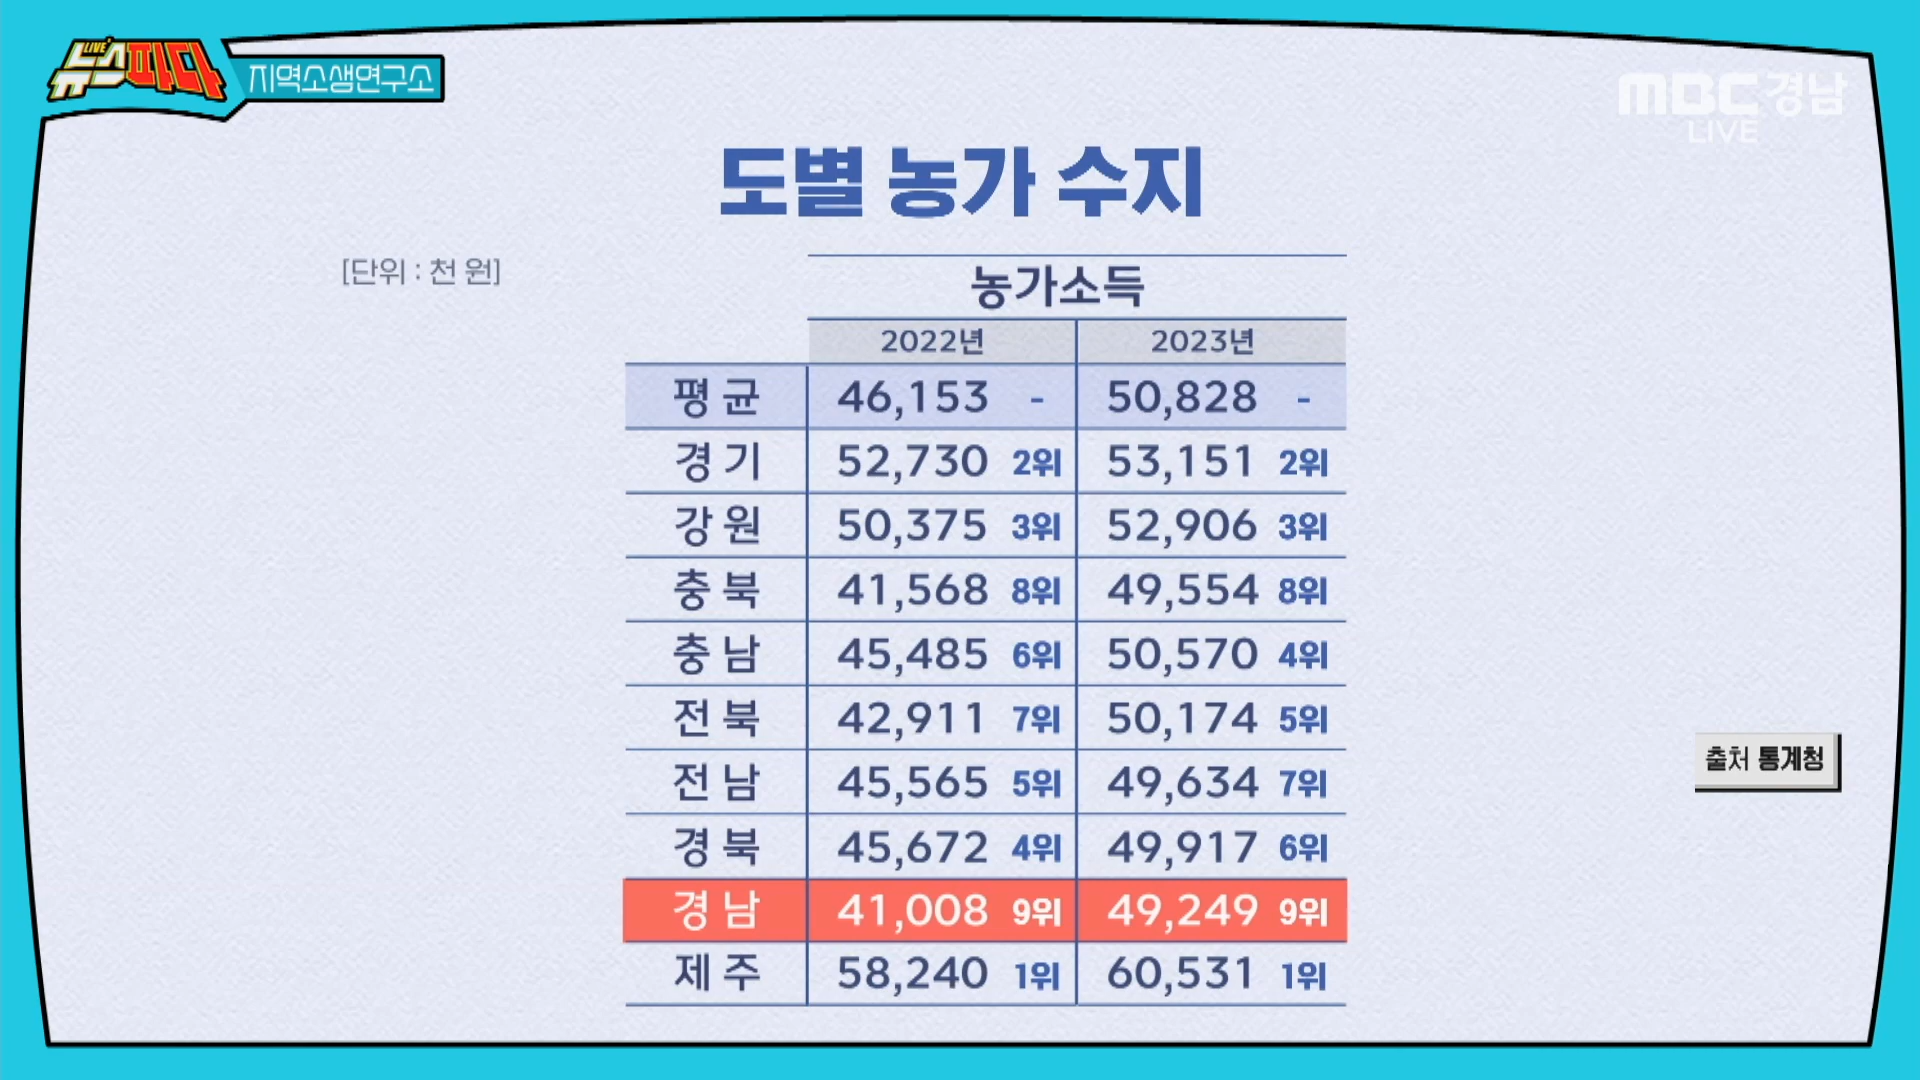 LIVE
뉴스파다 지역소생연구소
MBC경남
LIVE
도별 농가 수지
[단위 : 천 원]
농가소득
2022년 2023년
평균 46,153 - 50,828 -
경기 52,730 2위 53,151 2위
강원 50,375 3위 52,906 3위
충북 41,568 8위 49,554 8위
충남 45,485 6위 50,570 4위
전북 42,911 7위 50,174 5위
전남 45,565 5위 49,634 7위
경북 45,672 4위 49,917 6위
경남 41,008 9위 49,249 9위
제주 58,240 1위 60,531 1위
출처 통계청